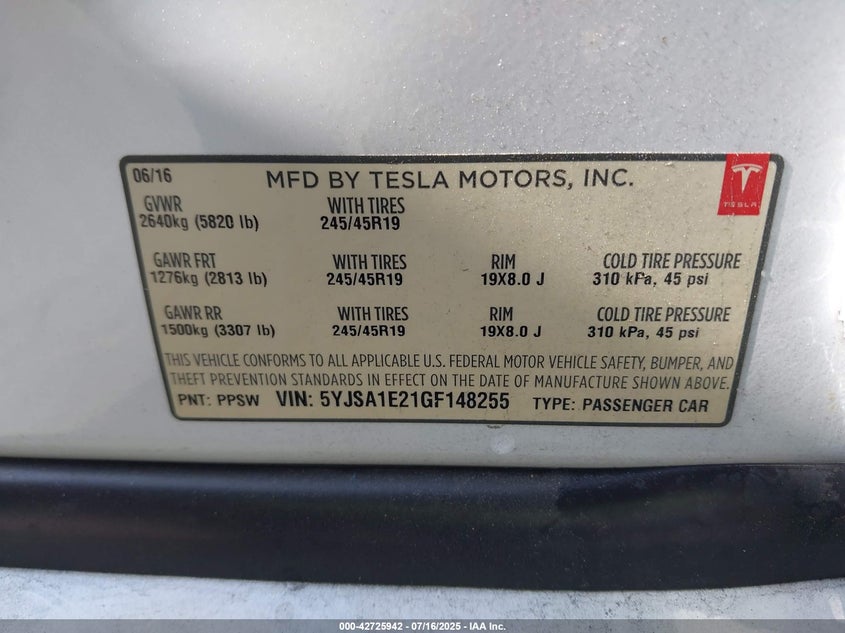 06/16 MFD BY TESLA MOTORS, INC.
TESLA
GVWR WITH TIRES
2640kg (5820 lb) 245/45R19
GAWR FRT WITH TIRES RIM COLD TIRE PRESSURE
1276kg (2813 lb) 245/45R19 19X8.0 J 310 kPa, 45 psi
GAWR RR WITH TIRES RIM COLD TIRE PRESSURE
1500kg (3307 lb) 245/45R19 19X8.0 J 310 kPa, 45 psi
THIS VEHICLE CONFORMS TO ALL APPLICABLE U.S. FEDERAL MOTOR VEHICLE SAFETY, BUMPER, AND
THEFT PREVENTION STANDARDS IN EFFECT ON THE DATE OF MANUFACTURE SHOWN ABOVE.
PNT: PPSW VIN: 5YJSA1E21GF148255 TYPE: PASSENGER CAR
000-42725942 - 07/16/2025 - IAA Inc.